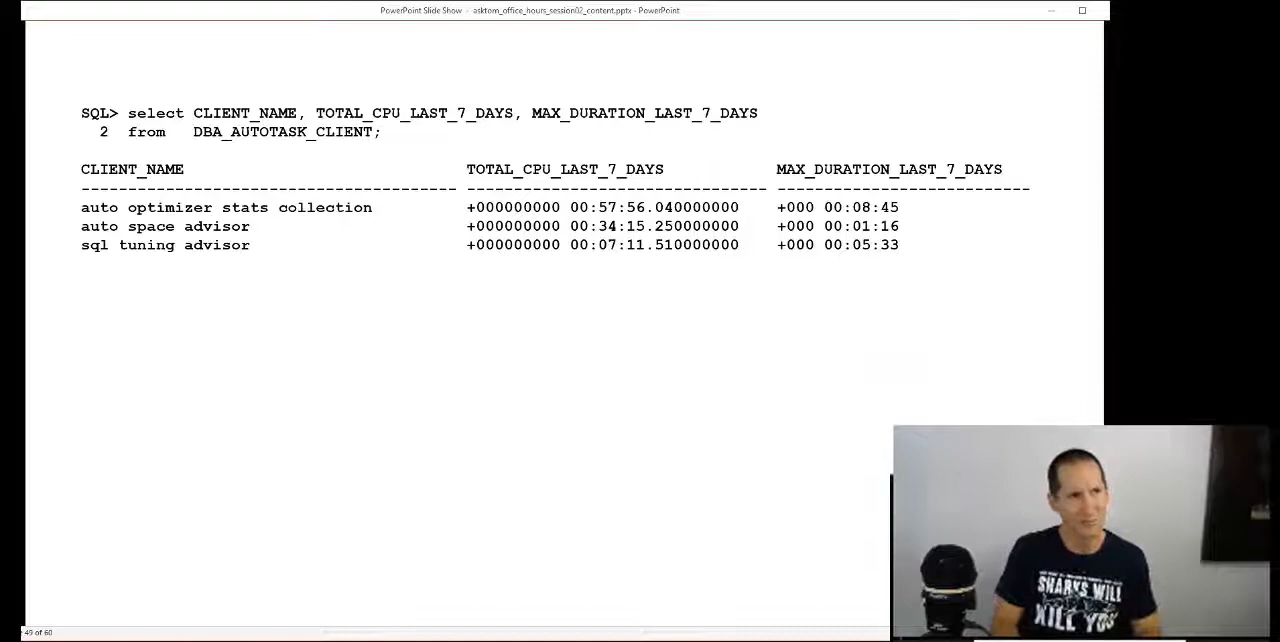 PowerPoint Slide Show - asktom_office_hours_session02_content.pptx - PowerPoint
SQL> select CLIENT_NAME, TOTAL_CPU_LAST_7_DAYS, MAX_DURATION_LAST_7_DAYS
2 from DBA_AUTOTASK_CLIENT;
CLIENT_NAME TOTAL_CPU_LAST_7_DAYS MAX_DURATION_LAST_7_DAYS
---------------------------------------- -------------------------------- ---------------------------
auto optimizer stats collection +000000000 00:57:56.040000000 +000 00:08:45
auto space advisor +000000000 00:34:15.250000000 +000 00:01:16
sql tuning advisor +000000000 00:07:11.510000000 +000 00:05:33
SHARKS WILL
KILL YOU
49 of 60